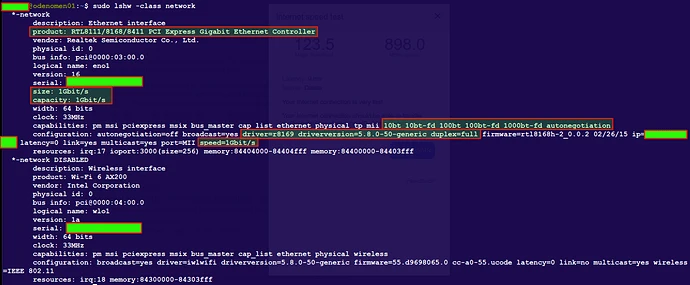 @odenomen01:~$ sudo lshw -class network
*-network
description: Ethernet interface
product: RTL8111/8168/8411 PCI Express Gigabit Ethernet Controller
vendor: Realtek Semiconductor Co., Ltd.
physical id: 0
bus info: pci@0000:03:00.0
logical name: eno1
version: 16
serial:
size: 1Gbit/s
capacity: 1Gbit/s
width: 64 bits
clock: 33MHz
capabilities: pm msi pciexpress msix bus_master cap_list ethernet physical tp mii 10bt 10bt-fd 100bt 100bt-fd 1000bt-fd autonegotiation
configuration: autonegotiation=off broadcast=yes driver=r8169 driverversion=5.8.0-50-generic duplex=full firmware=rtl8168h-2_0.0.2 02/26/15 ip=
latency=0 link=yes multicast=yes port=MII speed=1Gbit/s
resources: irq:17 ioport:3000(size=256) memory:84404000-84404fff memory:84400000-84403fff
*-network DISABLED
description: Wireless interface
product: Wi-Fi 6 AX200
vendor: Intel Corporation
physical id: 0
bus info: pci@0000:04:00.0
logical name: wlo1
version: 1a
serial:
width: 64 bits
clock: 33MHz
capabilities: pm msi pciexpress msix bus_master cap_list ethernet physical wireless
configuration: broadcast=yes driver=iwlwifi driverversion=5.8.0-50-generic firmware=55.d9698065.0 cc-a0-55.ucode latency=0 link=no multicast=yes wireless
=IEEE 802.11
resources: irq:18 memory:84300000-84303fff
123.5
898.0